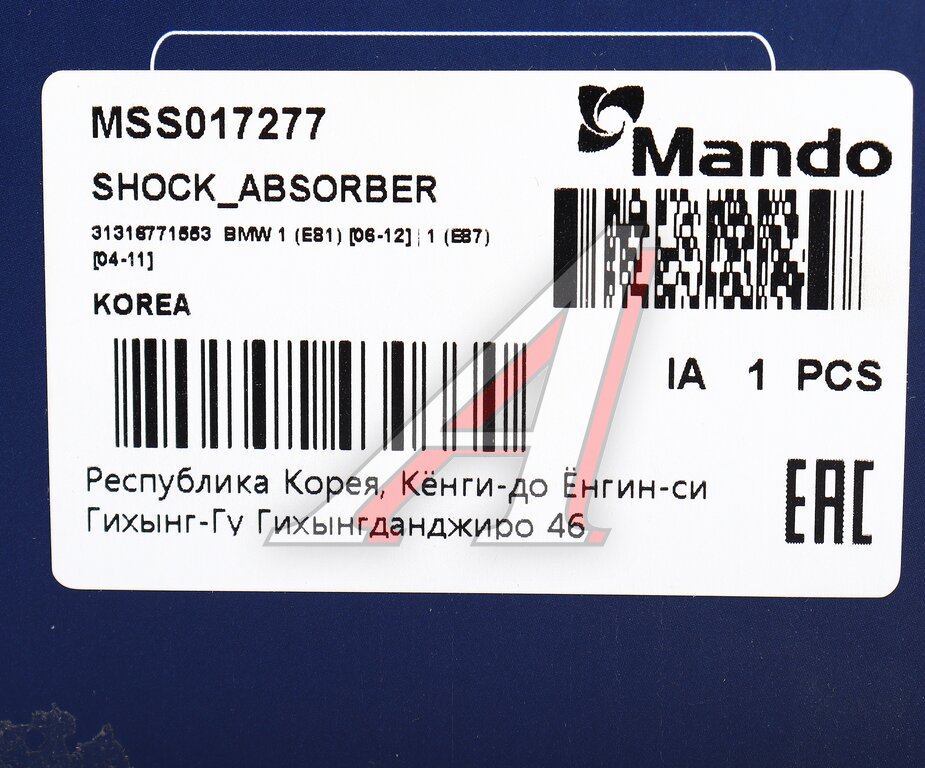 MSS017277
Mando
SHOCK_ABSORBER
31316771553 BMW 1 (E81) [06-12] | 1 (E87)
[04-11]
KOREA
IA 1 PCS
Республика Корея, Кёнги-до Ёнгин-си
Гихынг-Гу Гихынгданджиро 46
EAC